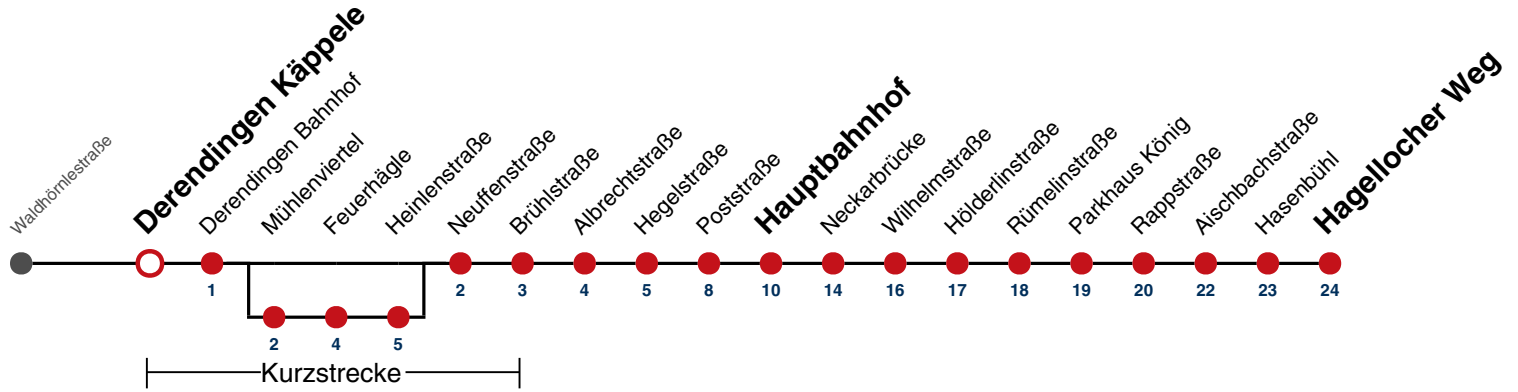 Waldhörnlestraße
Derendingen Käppele
Derendingen Bahnhof
Mühlenviertel
Feuerhägle
Heinlenstraße
Neuffenstraße
Brühlstraße
Albrechtstraße
Hegelstraße
Poststraße
Hauptbahnhof
Neckarbrücke
Wilhelmstraße
Hölderlinstraße
Rümelinstraße
Parkhaus König
Rappstraße
Aischbachstraße
Hasenbühl
Hagellocher Weg
1 2 3 4 5 8 10 14 16 17 18 19 20 22 23 24
2 4 5
Kurzstrecke